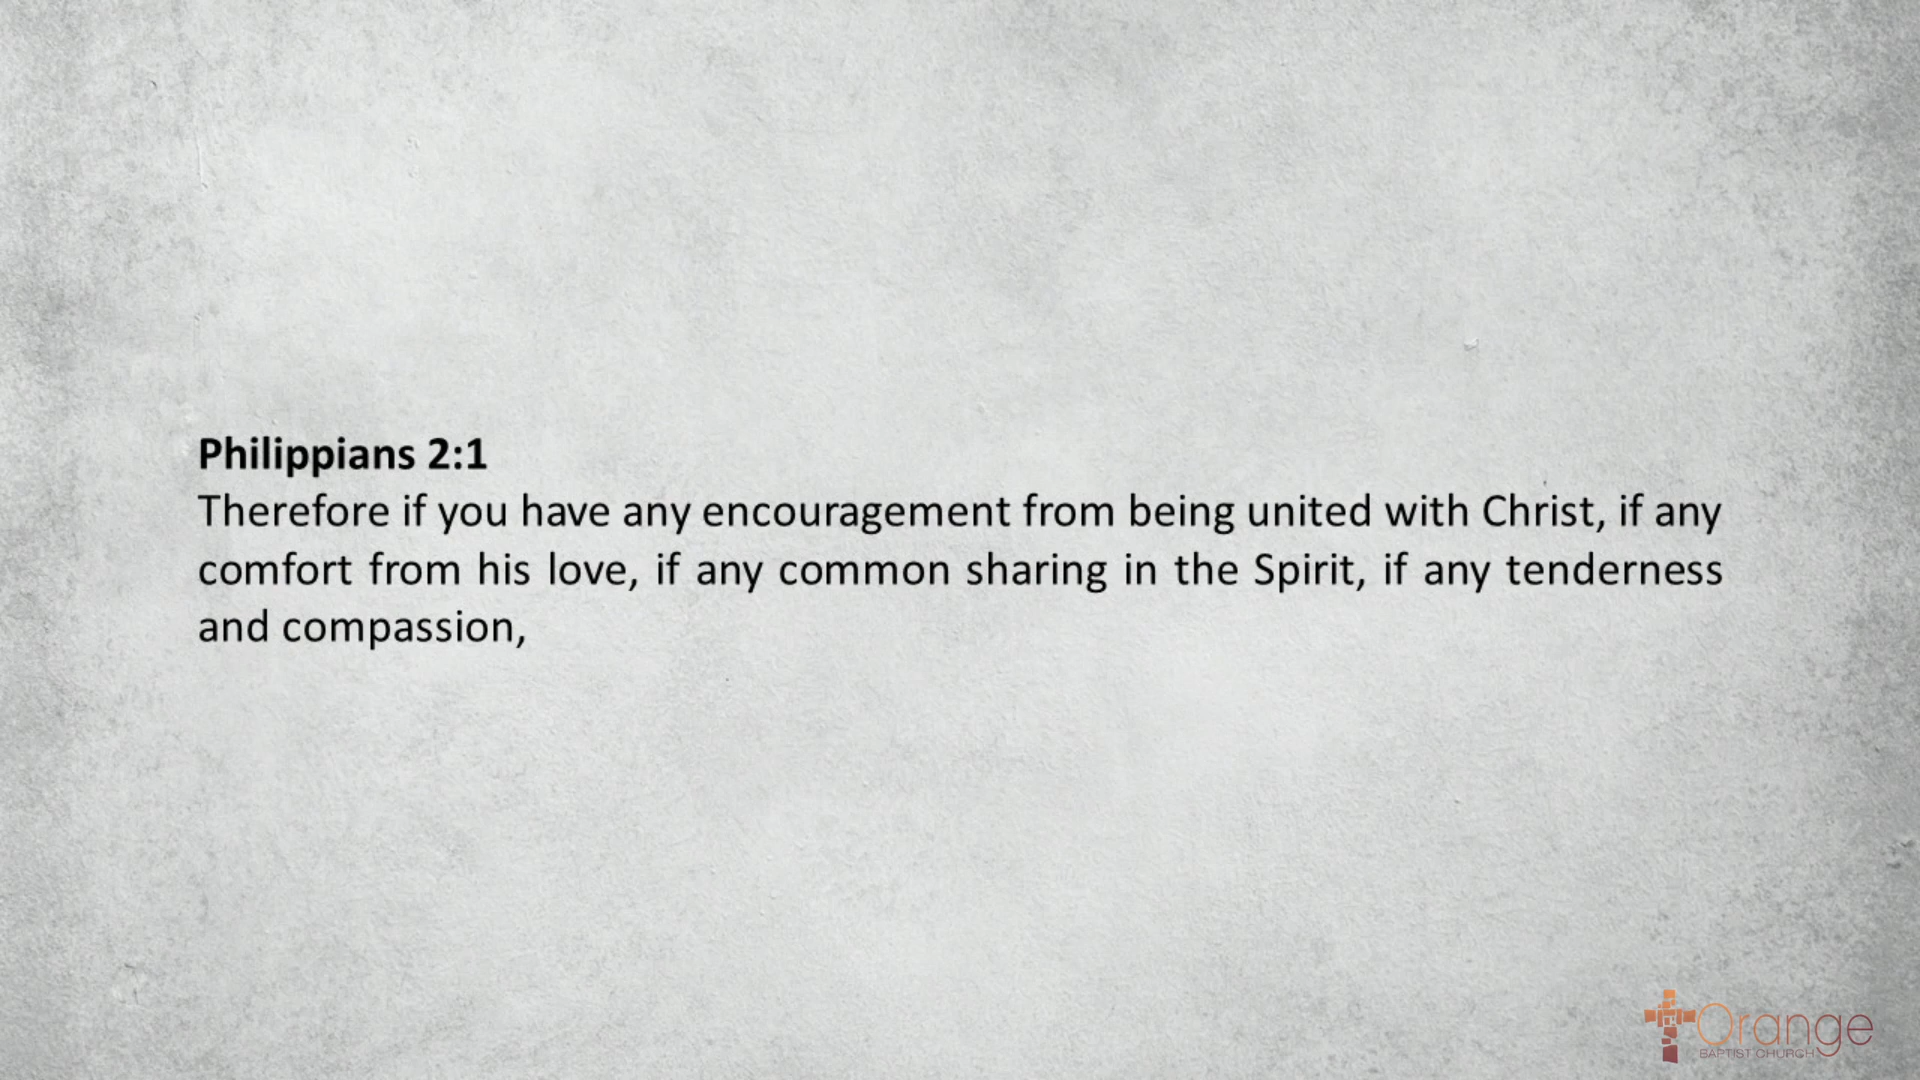 Philippians 2:1
Therefore if you have any encouragement from being united with Christ, if any
comfort from his love, if any common sharing in the Spirit, if any tenderness
and compassion,
Orange
BAPTIST CHURCH